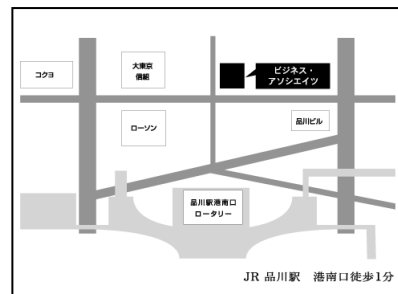 コクヨ
大東京
信組
ビジネス・
アソシエイツ
ローソン
品川ビル
品川駅港南口
ロータリー
JR 品川駅　港南口徒歩1分